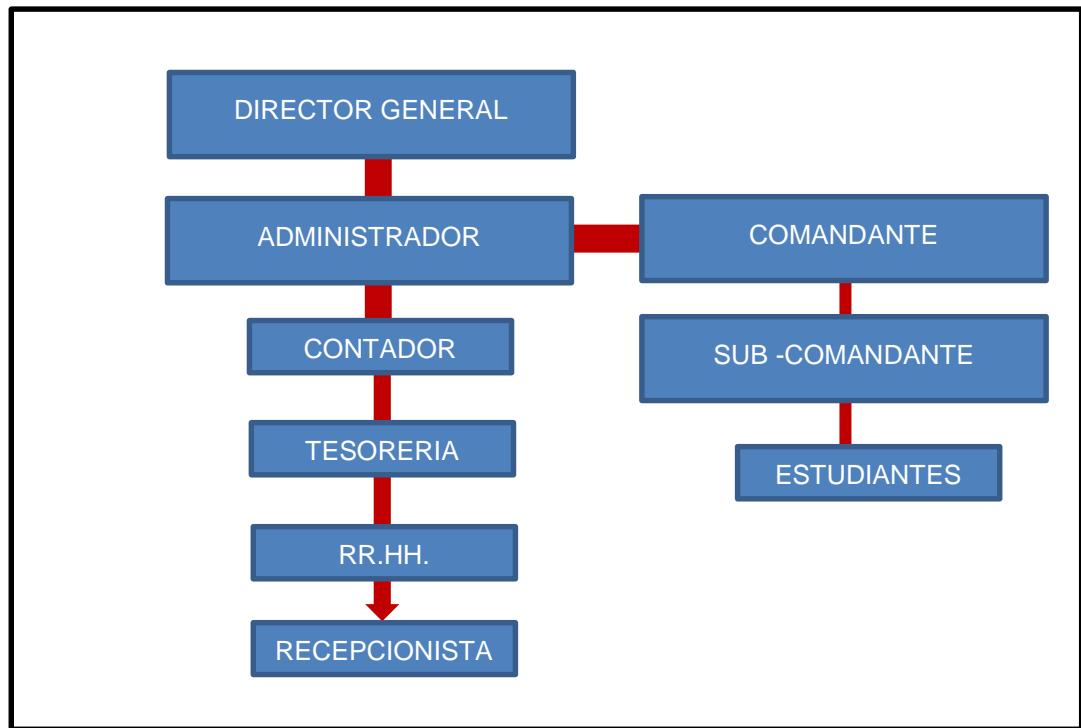 DIRECTOR GENERAL
ADMINISTRADOR
COMANDANTE
CONTADOR
SUB -COMANDANTE
TESORERIA
ESTUDIANTES
RR.HH.
RECEPCIONISTA